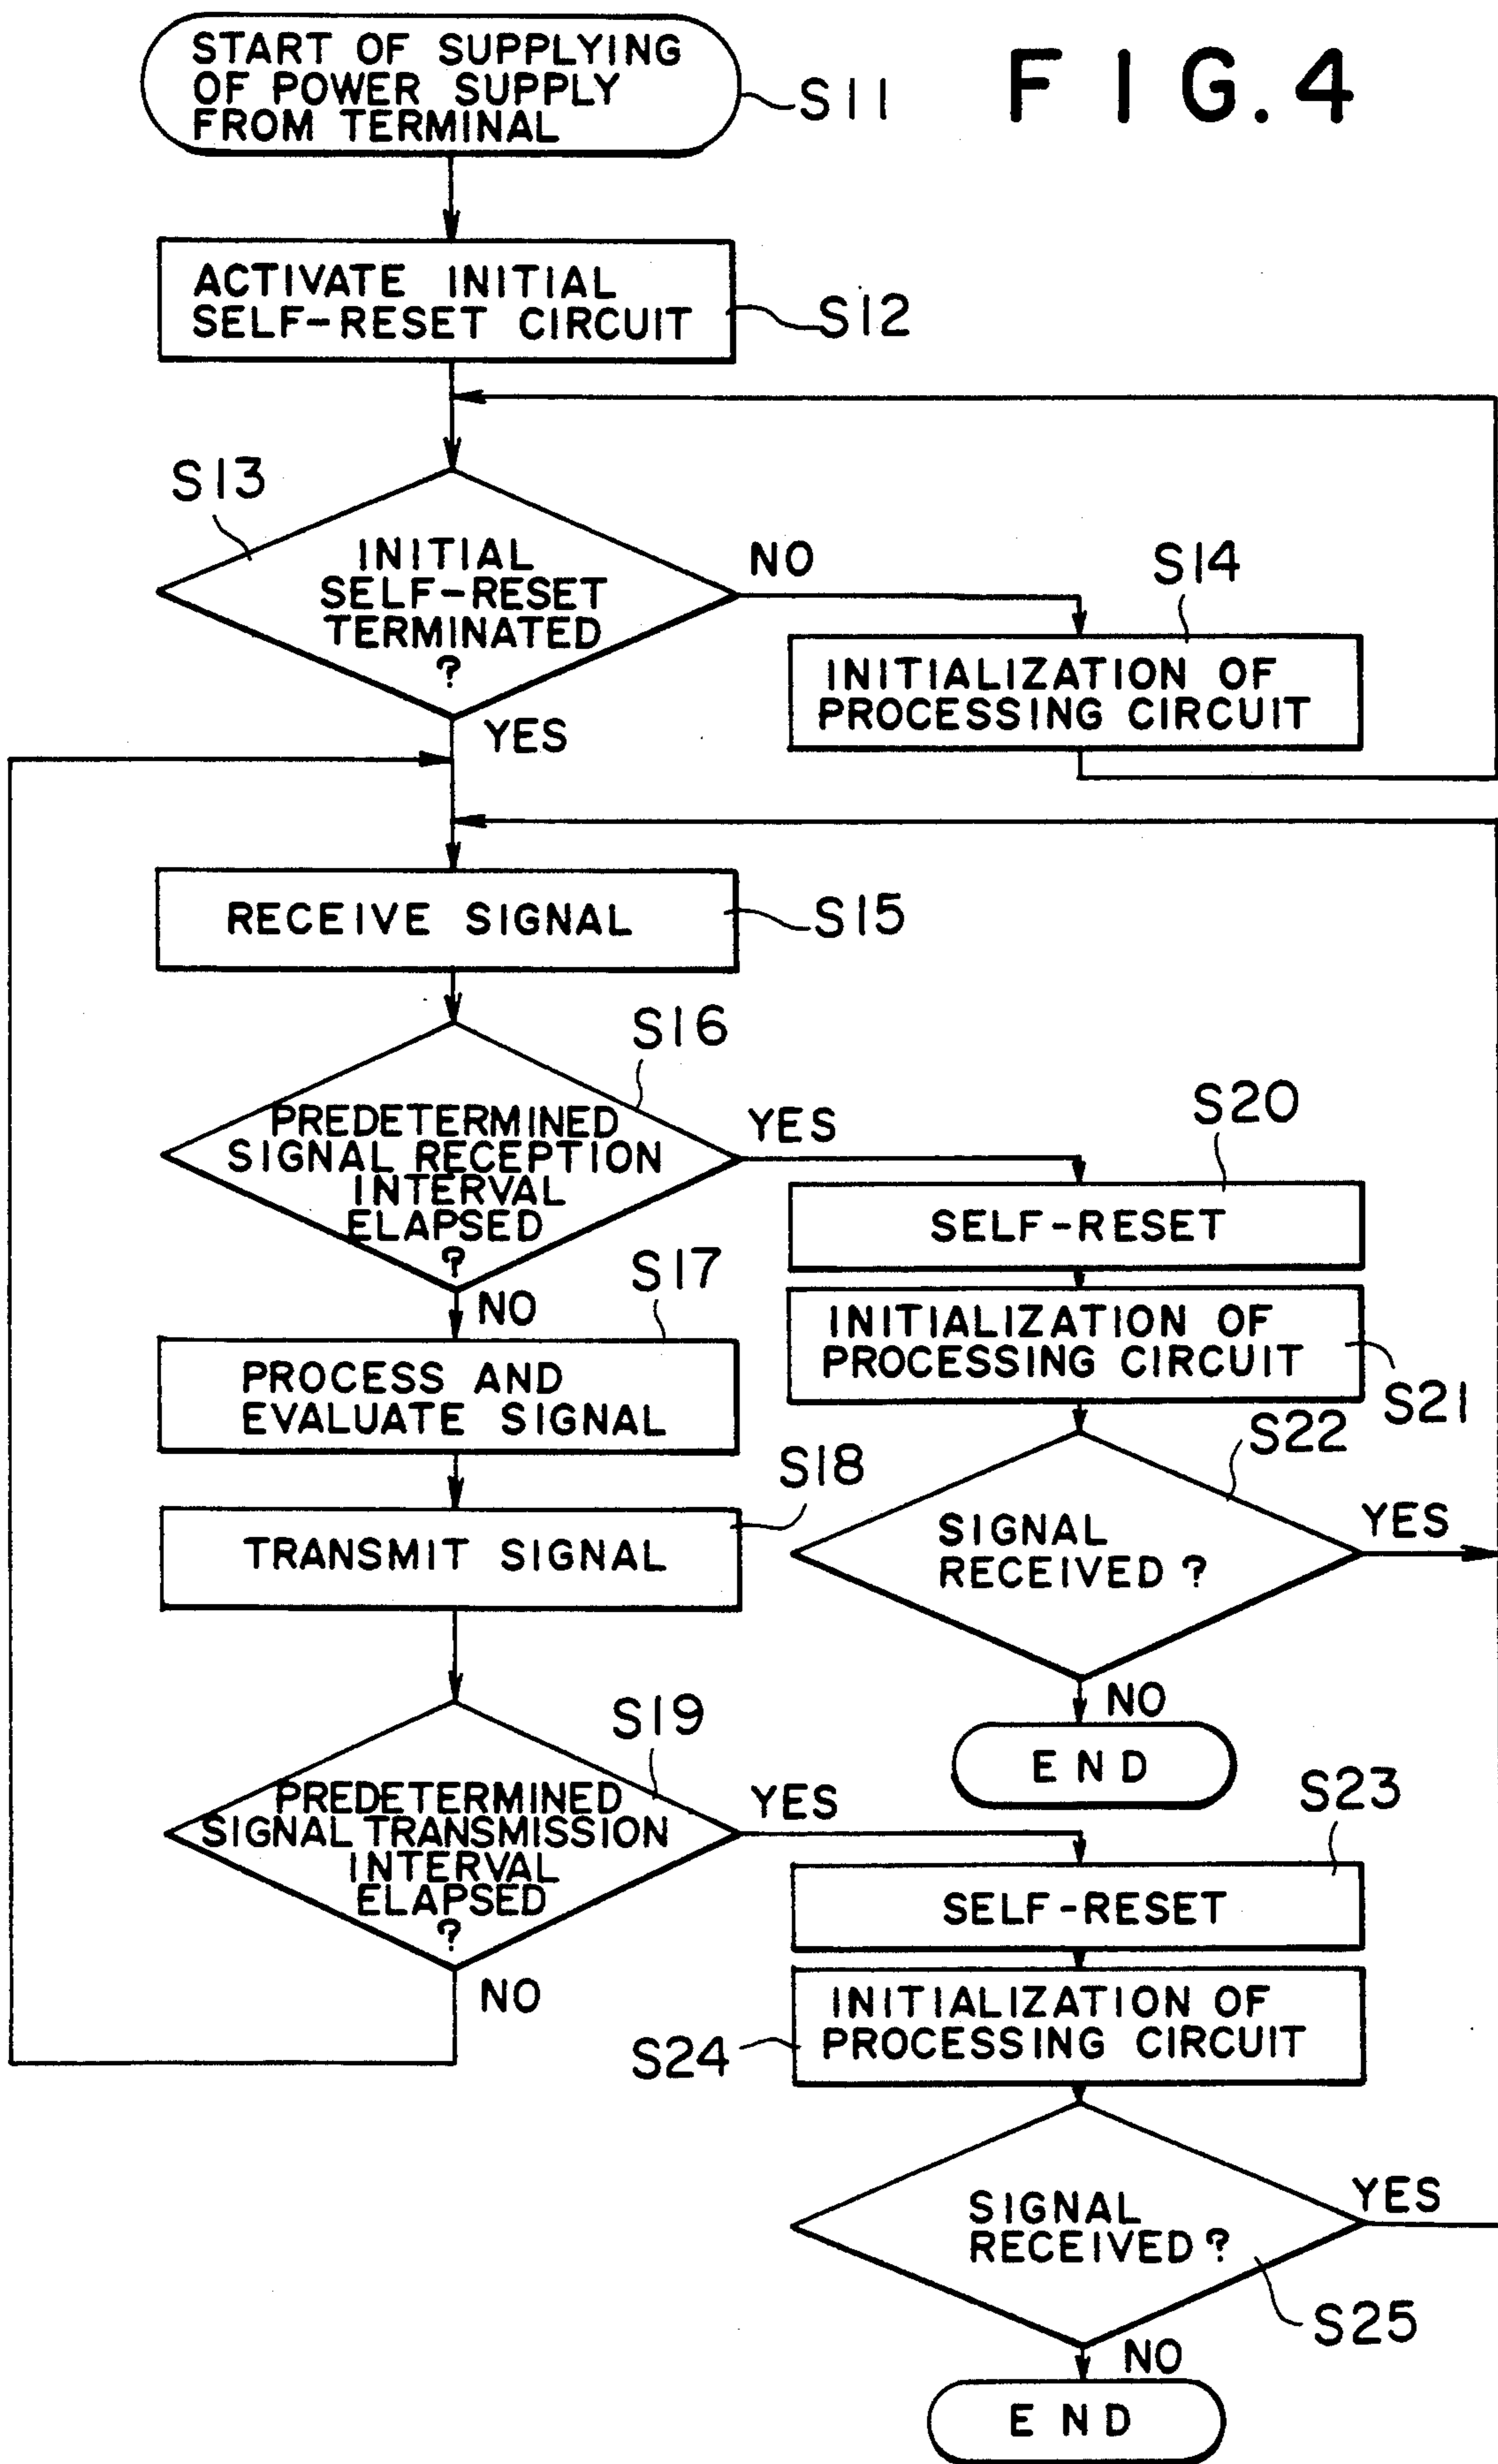 START OF SUPPLYING
OF POWER SUPPLY
FROM TERMINAL
S11
FIG.4
ACTIVATE INITIAL
SELF-RESET CIRCUIT
S12
S13
INITIAL
SELF-RESET
TERMINATED
?
NO
S14
INITIALIZATION OF
PROCESSING CIRCUIT
YES
RECEIVE SIGNAL
S15
S16
PREDETERMINED
SIGNAL RECEPTION
INTERVAL
ELAPSED
?
YES
S20
SELF-RESET
NO
S17
INITIALIZATION OF
PROCESSING CIRCUIT
S21
PROCESS AND
EVALUATE SIGNAL
S22
S18
TRANSMIT SIGNAL
SIGNAL
RECEIVED?
YES
NO
END
S19
PREDETERMINED
SIGNAL TRANSMISSION
INTERVAL
ELAPSED
?
YES
S23
SELF-RESET
NO
INITIALIZATION OF
PROCESSING CIRCUIT
S24
SIGNAL
RECEIVED?
YES
S25
NO
END